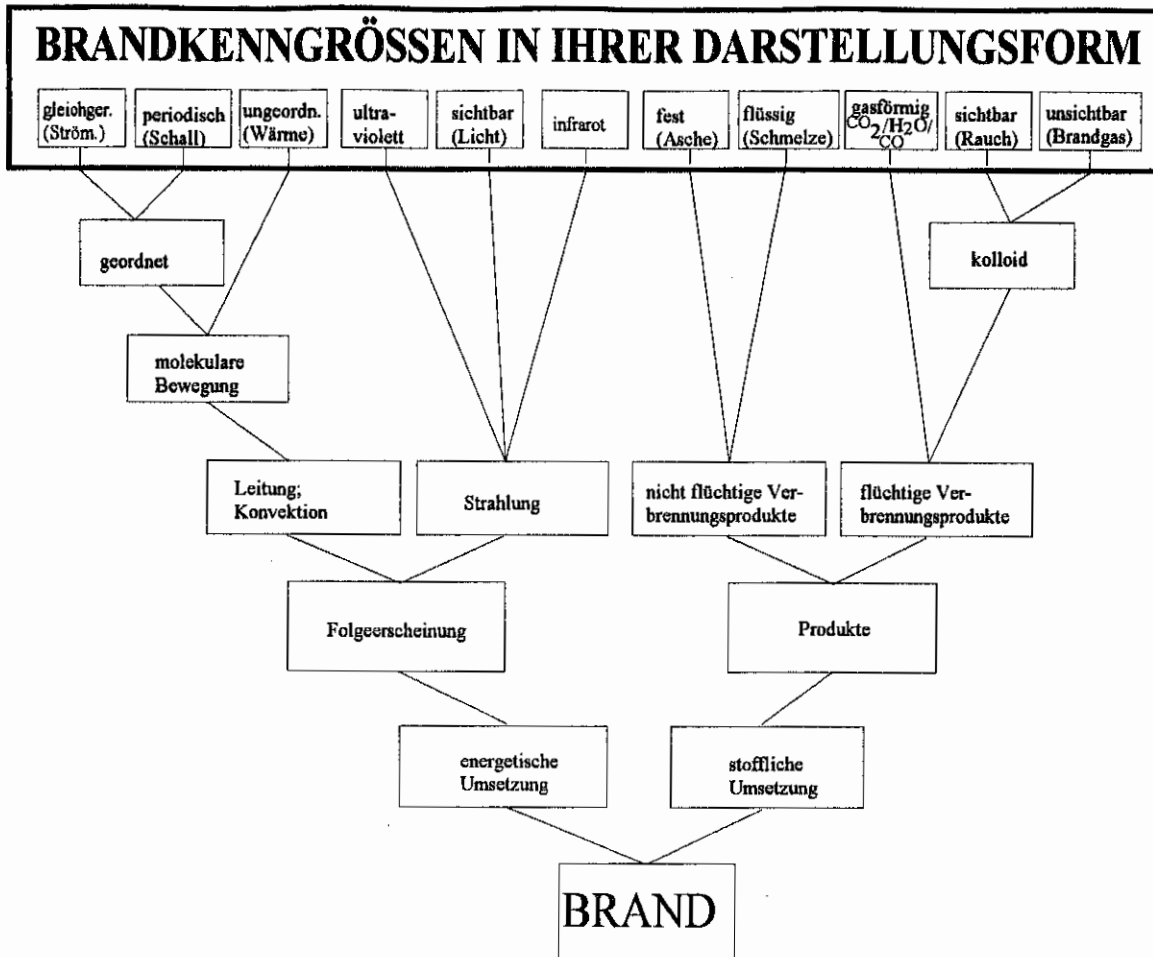 BRANDKENNGRÖSSEN IN IHRER DARSTELLUNGSFORM
gleichger.
(Ström.)
periodisch
(Schall)
ungeordn.
(Wärme)
ultra-
violett
sichtbar
(Licht)
infrarot
fest
(Asche)
flüssig
(Schmelze)
gasförmig
CO2/H2O/
CO
sichtbar
(Rauch)
unsichtbar
(Brandgas)
geordnet
kolloid
molekulare
Bewegung
Leitung;
Konvektion
Strahlung
nicht flüchtige Ver-
brennungsprodukte
flüchtige Ver-
brennungsprodukte
Folgeerscheinung
Produkte
energetische
Umsetzung
stoffliche
Umsetzung
BRAND